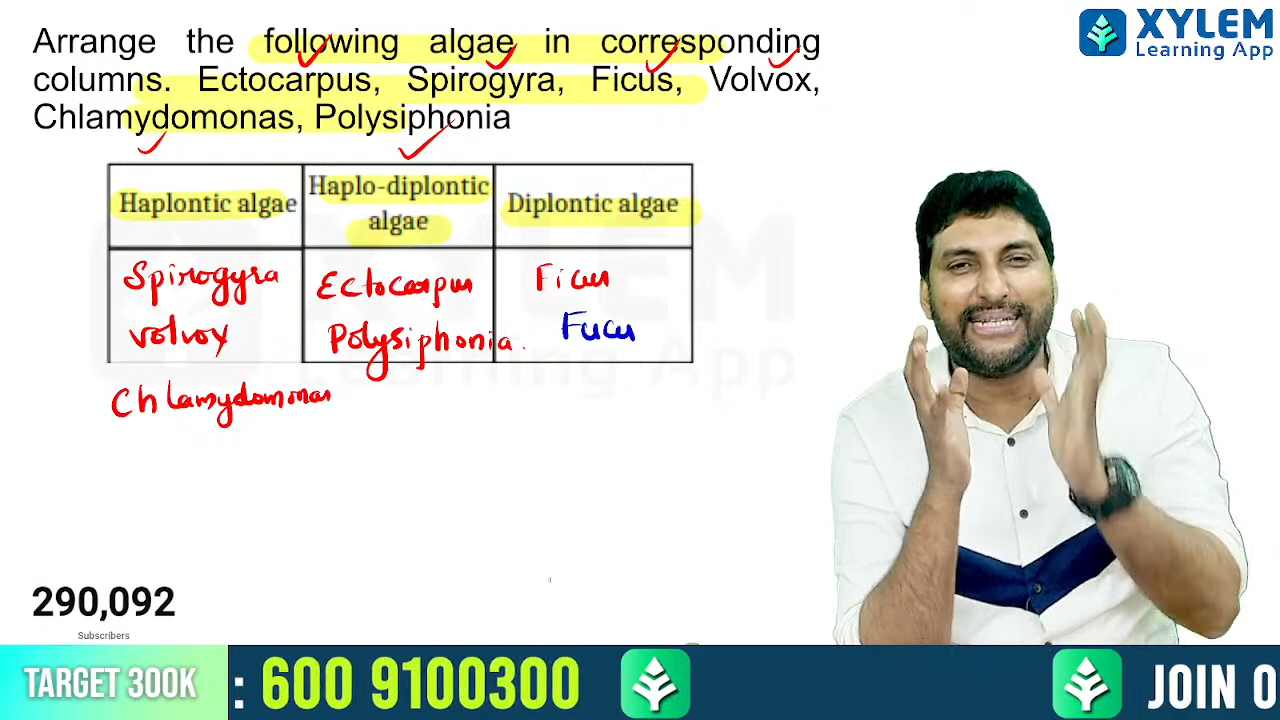 Arrange the following algae in corresponding
columns. Ectocarpus, Spirogyra, Ficus, Volvox,
Chlamydomonas, Polysiphonia
XYLEM
Learning App
Haplontic algae
Haplo-diplontic
algae
Diplontic algae
Spirogyra
Volvox
Chlamydomonas
Ectocarpus
Polysiphonia.
Ficus
Fucus
290,092
Subscribers
TARGET 300K
: 600 9100300
JOIN O